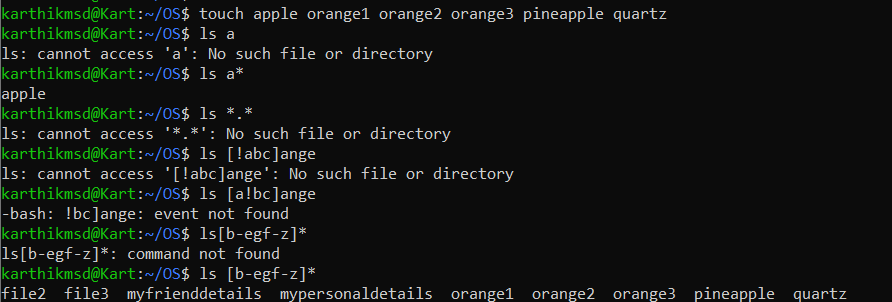 karthikmsd@Kart:~/OS$ touch apple orange1 orange2 orange3 pineapple quartz
karthikmsd@Kart:~/OS$ ls a
ls: cannot access 'a': No such file or directory
karthikmsd@Kart:~/OS$ ls a*
apple
karthikmsd@Kart:~/OS$ ls *.*
ls: cannot access '*.*': No such file or directory
karthikmsd@Kart:~/OS$ ls [!abc]ange
ls: cannot access '[!abc]ange': No such file or directory
karthikmsd@Kart:~/OS$ ls [a!bc]ange
-bash: !bc]ange: event not found
karthikmsd@Kart:~/OS$ ls[b-egf-z]*
ls[b-egf-z]*: command not found
karthikmsd@Kart:~/OS$ ls [b-egf-z]*
file2  file3  myfrienddetails  mypersonaldetails  orange1  orange2  orange3  pineapple  quartz